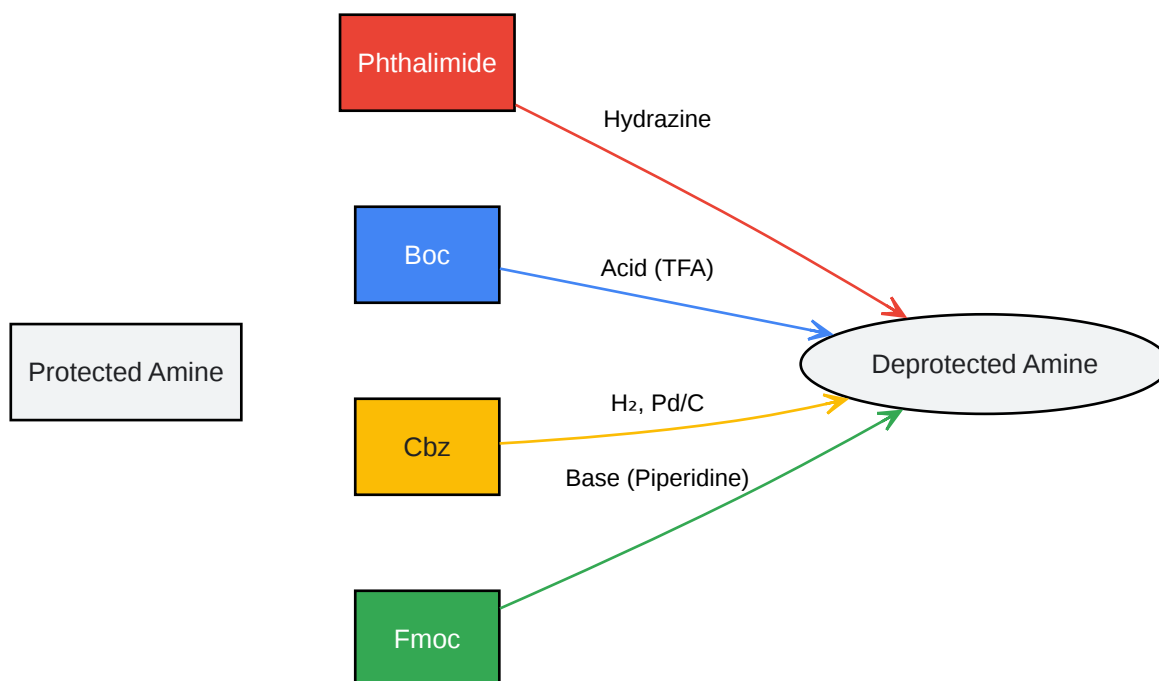 Phthalimide
Hydrazine
Boc
Acid (TFA)
Protected Amine
Deprotected Amine
H₂, Pd/C
Cbz
Base (Piperidine)
Fmoc